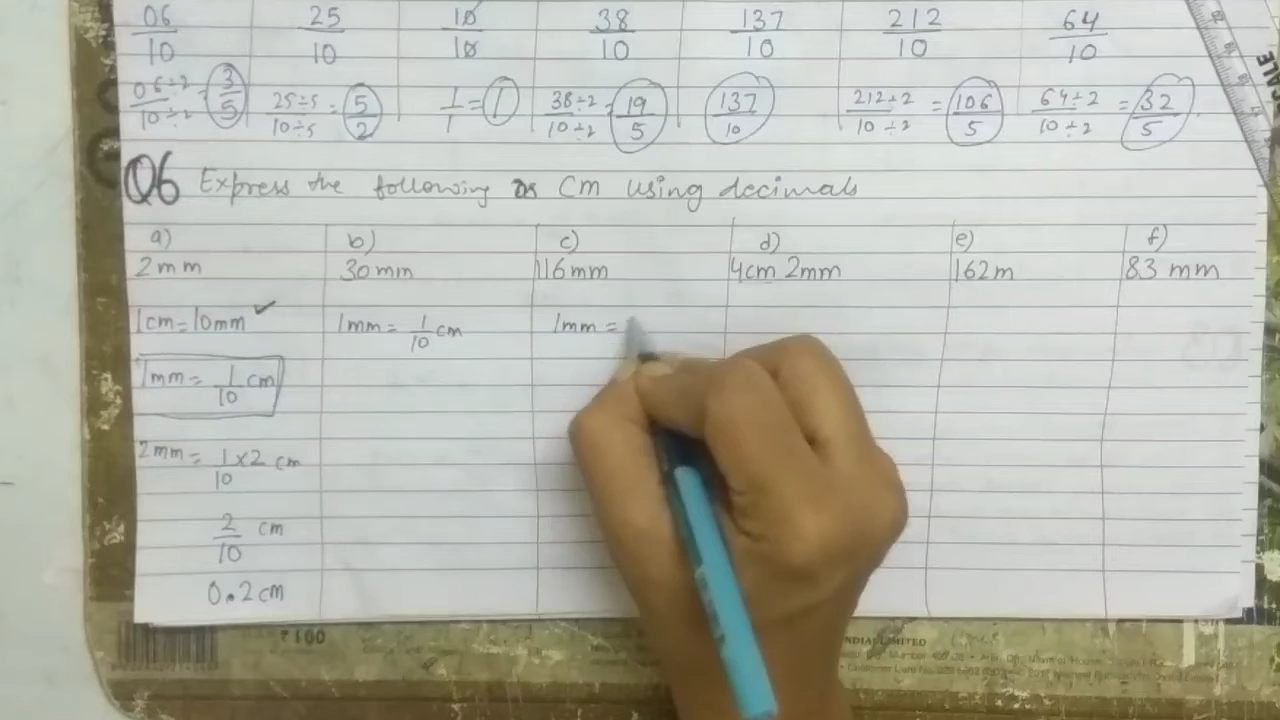 06/10 25/10 10/10 38/10 137/10 212/10 64/10
06÷2/10÷2 = 3/5 25÷5/10÷5 = 5/2 1/1 = 1 38÷2/10÷2 = 19/5 137/10 212÷2/10÷2 = 106/5 64÷2/10÷2 = 32/5
Q6 Express the following as cm using decimals
a) b) c) d) e) f)
2mm 30mm 116mm 4cm 2mm 162m 83 mm
1cm = 10mm ✓ 1mm = 1/10 cm 1mm =
1mm = 1/10 cm
2mm = 1/10 × 2 cm
2/10 cm
0.2cm
₹100
INDIA LIMITED
SCALE